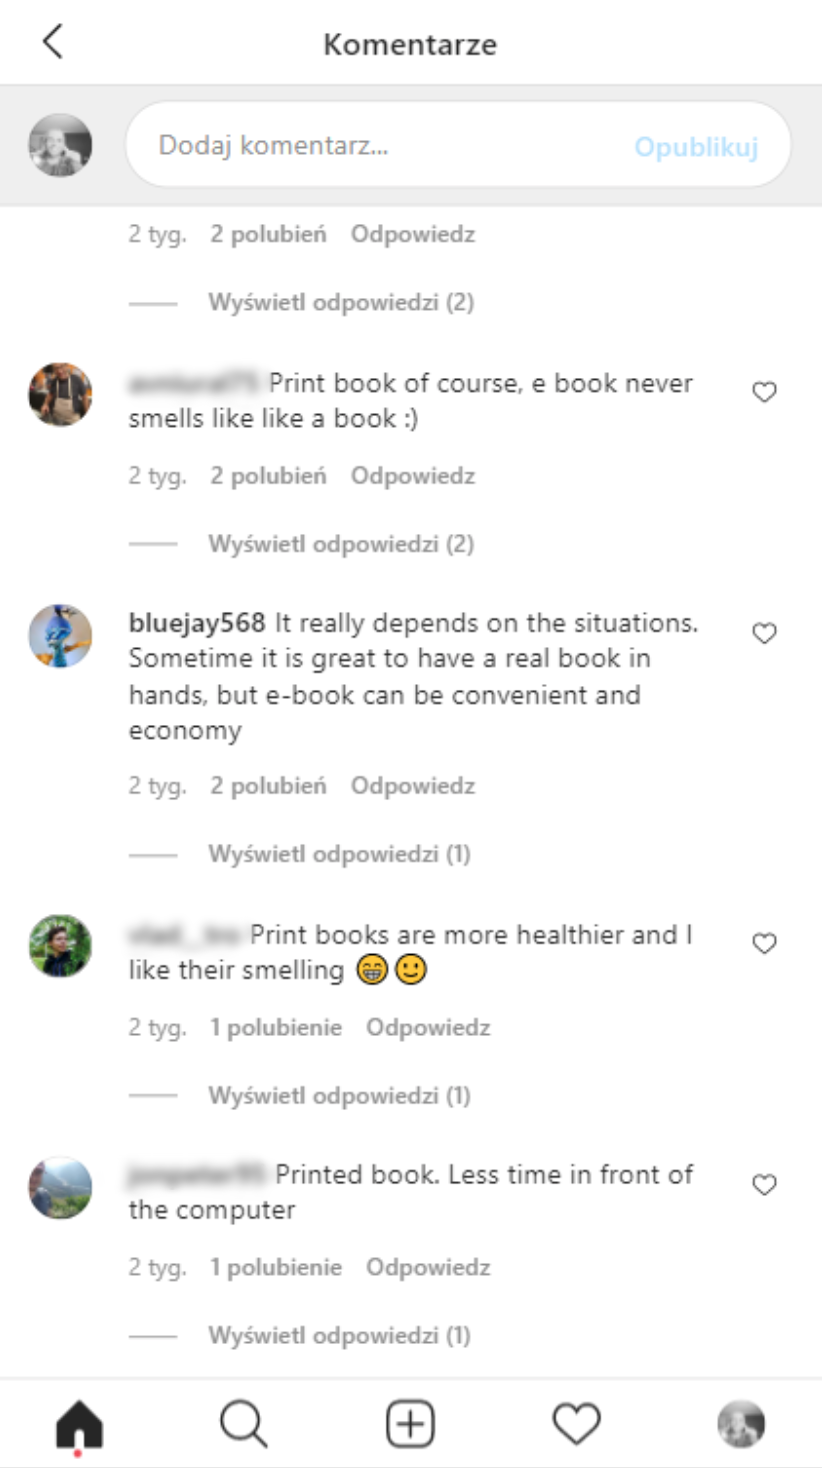 Komentarze
Dodaj komentarz...
Opublikuj
2 tyg. 2 polubień Odpowiedz
Wyświetl odpowiedzi (2)
Print book of course, e book never
smells like like a book :)
2 tyg. 2 polubień Odpowiedz
Wyświetl odpowiedzi (2)
bluejay568 It really depends on the situations.
Sometime it is great to have a real book in
hands, but e-book can be convenient and
economy
2 tyg. 2 polubień Odpowiedz
Wyświetl odpowiedzi (1)
Print books are more healthier and I
like their smelling 😁🙂
2 tyg. 1 polubienie Odpowiedz
Wyświetl odpowiedzi (1)
Printed book. Less time in front of
the computer
2 tyg. 1 polubienie Odpowiedz
Wyświetl odpowiedzi (1)